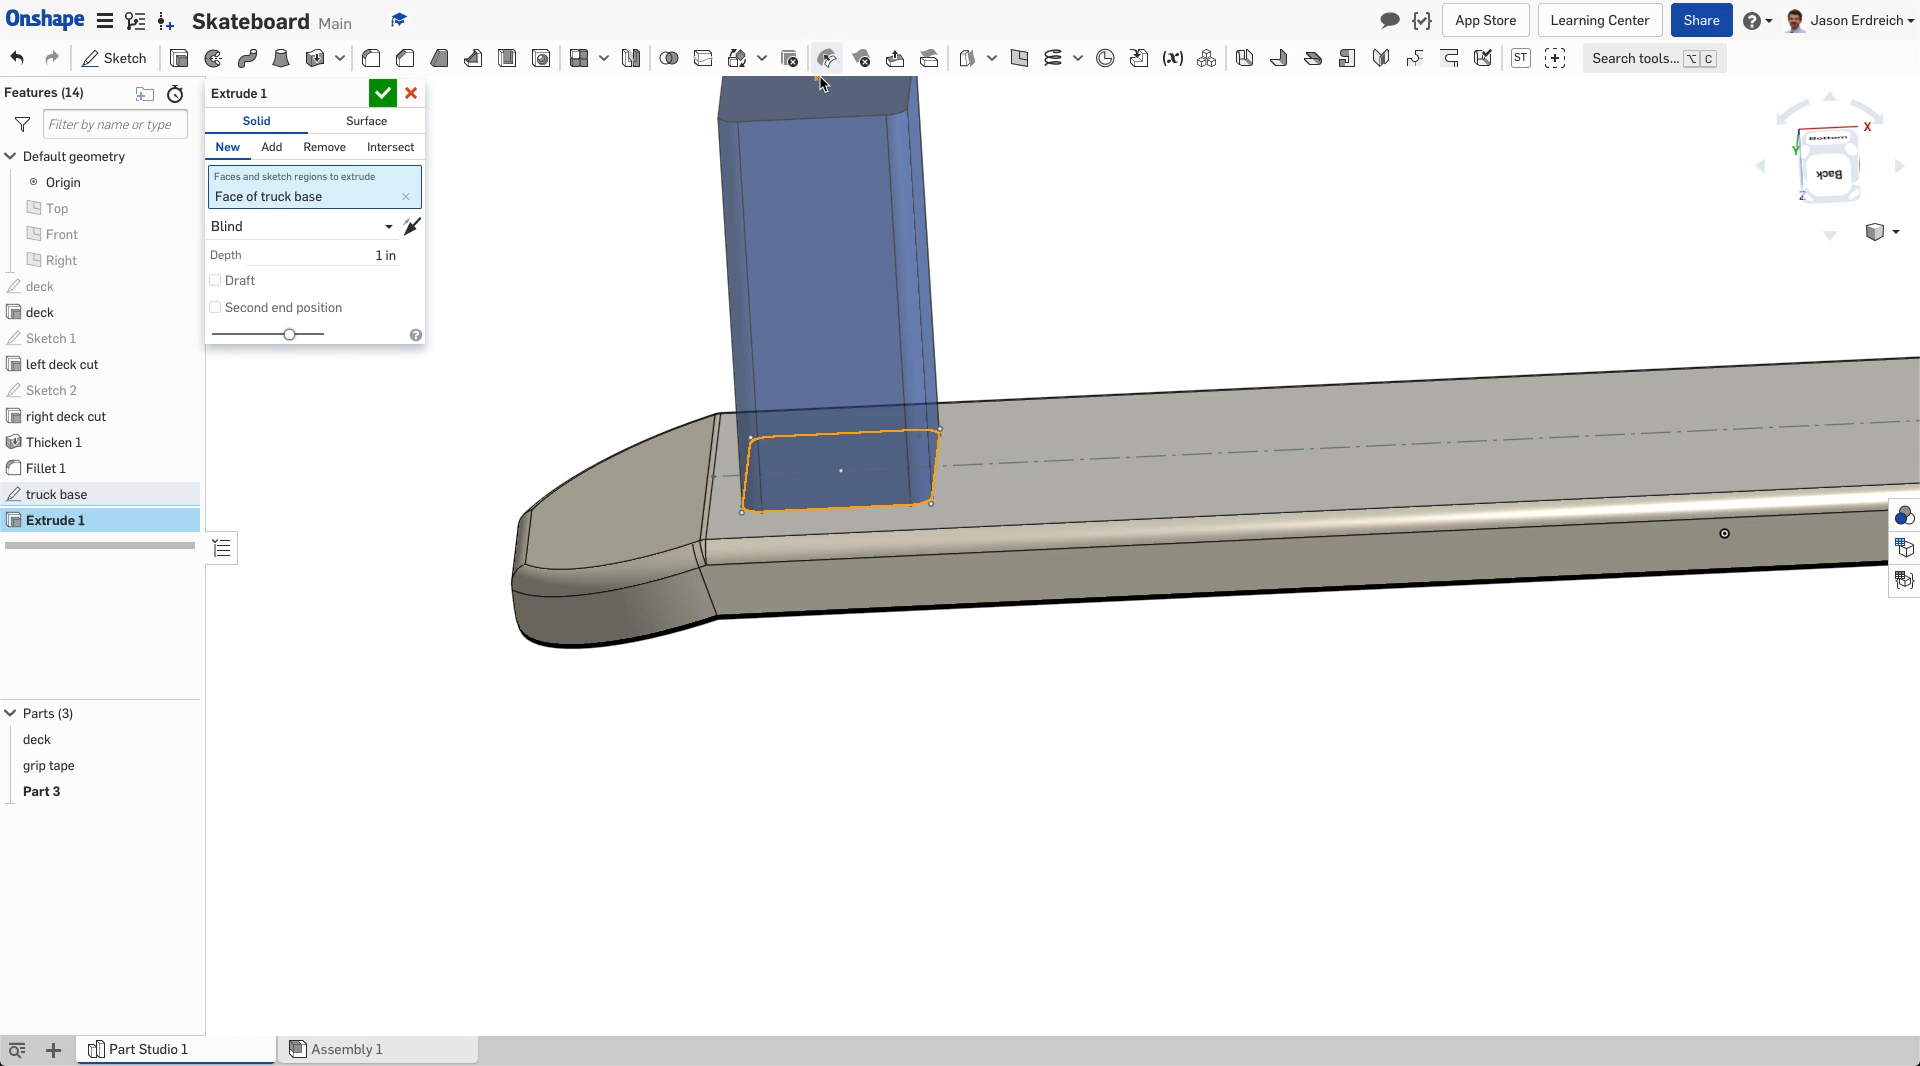 Onshape Skateboard Main App Store Learning Center Share Jason Erdreich
Sketch ST Search tools... ⌥ C
Features (14)
Filter by name or type
Default geometry
Origin
Top
Front
Right
deck
deck
Sketch 1
left deck cut
Sketch 2
right deck cut
Thicken 1
Fillet 1
truck base
Extrude 1
Parts (3)
deck
grip tape
Part 3
Extrude 1
Solid Surface
New Add Remove Intersect
Faces and sketch regions to extrude
Face of truck base
Blind
Depth 1 in
Draft
Second end position
X
Y
Z
Bottom
Back
Part Studio 1 Assembly 1